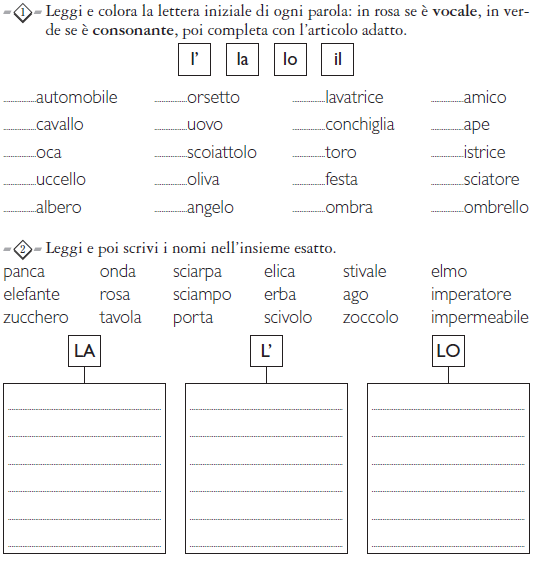 1 Leggi e colora la lettera iniziale di ogni parola: in rosa se è vocale, in ver-
de se è consonante, poi completa con l'articolo adatto.
l' la lo il
automobile orsetto lavatrice amico
cavallo uovo conchiglia ape
oca scoiattolo toro istrice
uccello oliva festa sciatore
albero angelo ombra ombrello
2 Leggi e poi scrivi i nomi nell'insieme esatto.
panca onda sciarpa elica stivale elmo
elefante rosa sciampo erba ago imperatore
zucchero tavola porta scivolo zoccolo impermeabile
LA L' LO